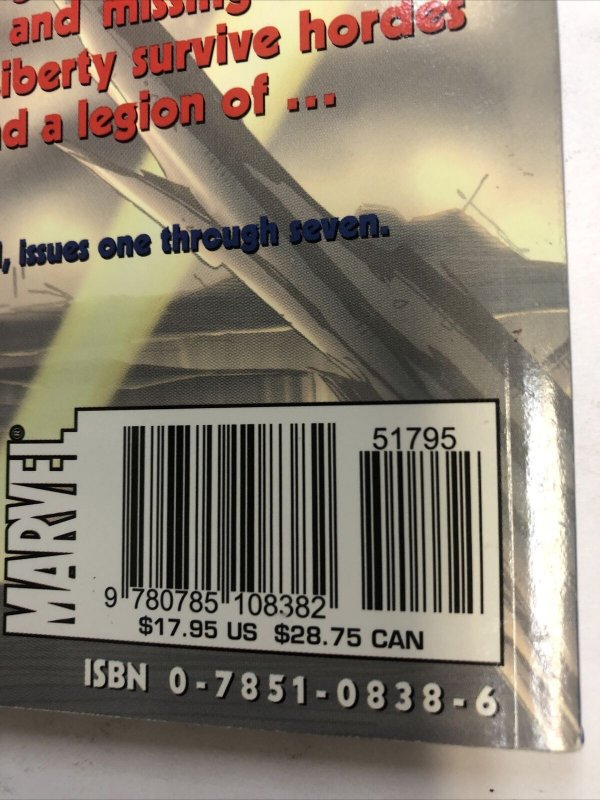 and missing
iberty survive hordes
d a legion of ...
, issues one through seven.
MARVEL®
51795
9 780785 108382
$17.95 US $28.75 CAN
ISBN 0-7851-0838-6